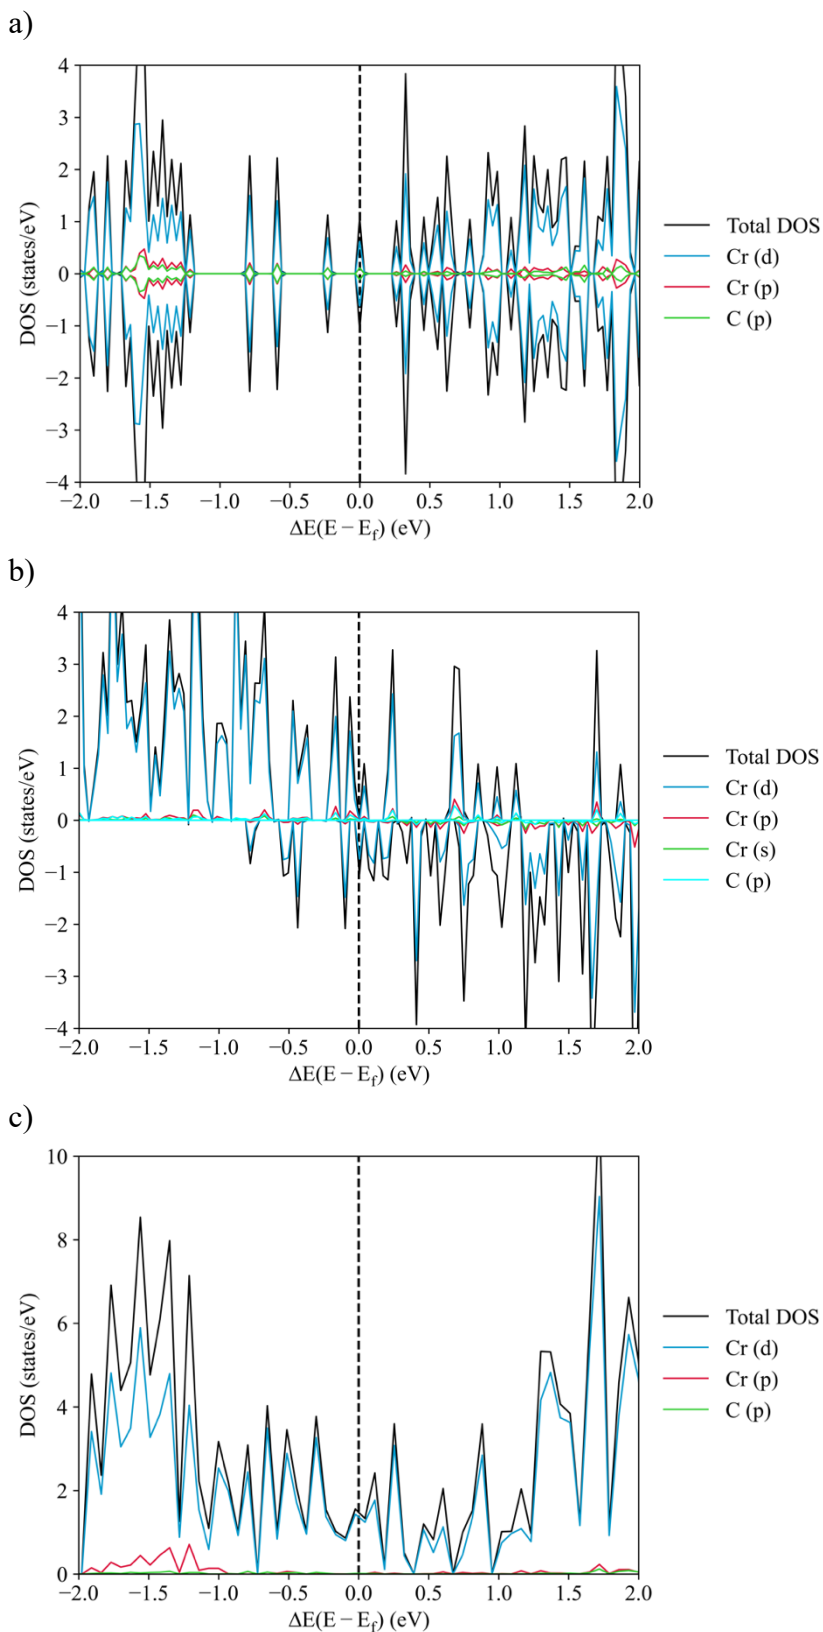 a)
4
3
2
1
0
−1
−2
−3
−4
DOS (states/eV)
−2.0 −1.5 −1.0 −0.5 0.0 0.5 1.0 1.5 2.0
ΔE(E − E_f) (eV)
Total DOS
Cr (d)
Cr (p)
C (p)
b)
4
3
2
1
0
−1
−2
−3
−4
DOS (states/eV)
−2.0 −1.5 −1.0 −0.5 0.0 0.5 1.0 1.5 2.0
ΔE(E − E_f) (eV)
Total DOS
Cr (d)
Cr (p)
Cr (s)
C (p)
c)
10
8
6
4
2
0
DOS (states/eV)
−2.0 −1.5 −1.0 −0.5 0.0 0.5 1.0 1.5 2.0
ΔE(E − E_f) (eV)
Total DOS
Cr (d)
Cr (p)
C (p)